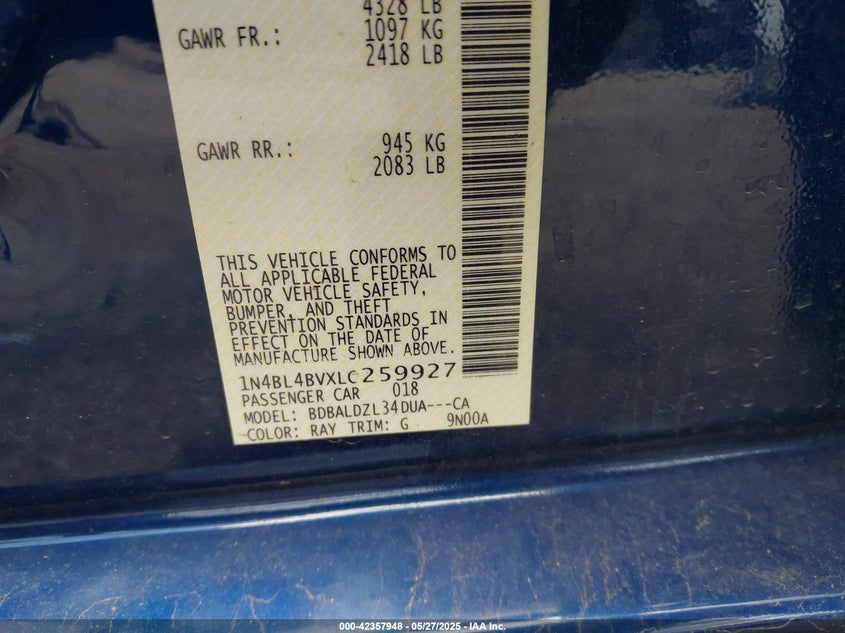 4328 LB
GAWR FR.: 1097 KG
2418 LB
GAWR RR.: 945 KG
2083 LB
THIS VEHICLE CONFORMS TO
ALL APPLICABLE FEDERAL
MOTOR VEHICLE SAFETY,
BUMPER, AND THEFT
PREVENTION STANDARDS IN
EFFECT ON THE DATE OF
MANUFACTURE SHOWN ABOVE.
1N4BL4BVXLC259927
PASSENGER CAR 018
MODEL: BDBALDZL34DUA---CA
COLOR: RAY TRIM: G 9N00A
000-42357948 - 05/27/2025 - IAA Inc.